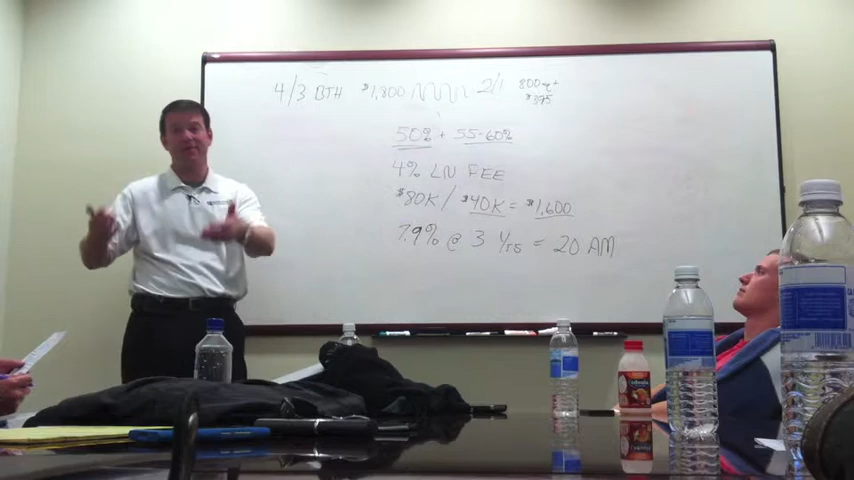 4/3 BTH $1,800 2/1 800 sq ft
$375
50% + 55-60%
4% LN FEE
$80K / $40K = $1,600
7.9% @ 3 YRS = 20 AM